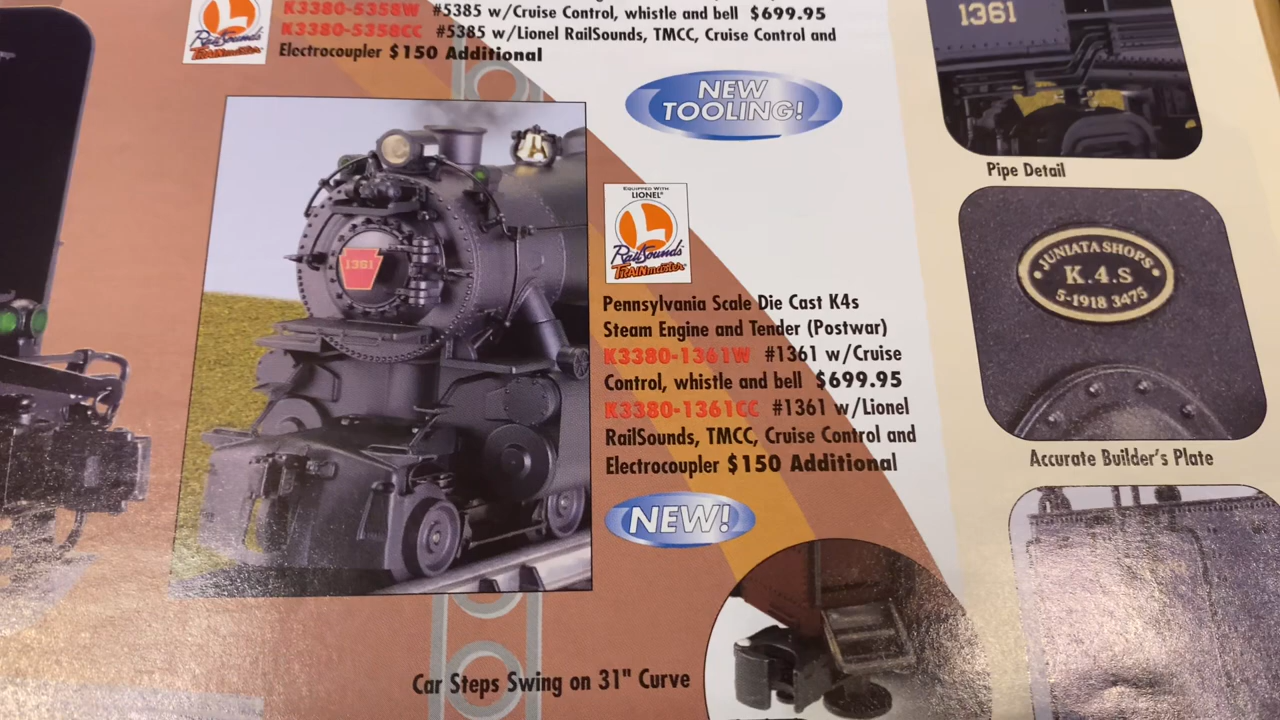 K3380-5358W #5385 w/Cruise Control, whistle and bell $699.95
K3380-5358CC #5385 w/Lionel RailSounds, TMCC, Cruise Control and
Electrocoupler $150 Additional
L
RailSounds
TRAINmaster
NEW
TOOLING!
1361
Pipe Detail
EQUIPPED WITH
LIONEL®
L
RailSounds
TRAINmaster
1361
Pennsylvania Scale Die Cast K4s
Steam Engine and Tender (Postwar)
K3380-1361W #1361 w/Cruise
Control, whistle and bell $699.95
K3380-1361CC #1361 w/Lionel
RailSounds, TMCC, Cruise Control and
Electrocoupler $150 Additional
NEW!
JUNIATA SHOPS
K.4.S
5-1918 3475
Accurate Builder's Plate
Car Steps Swing on 31" Curve